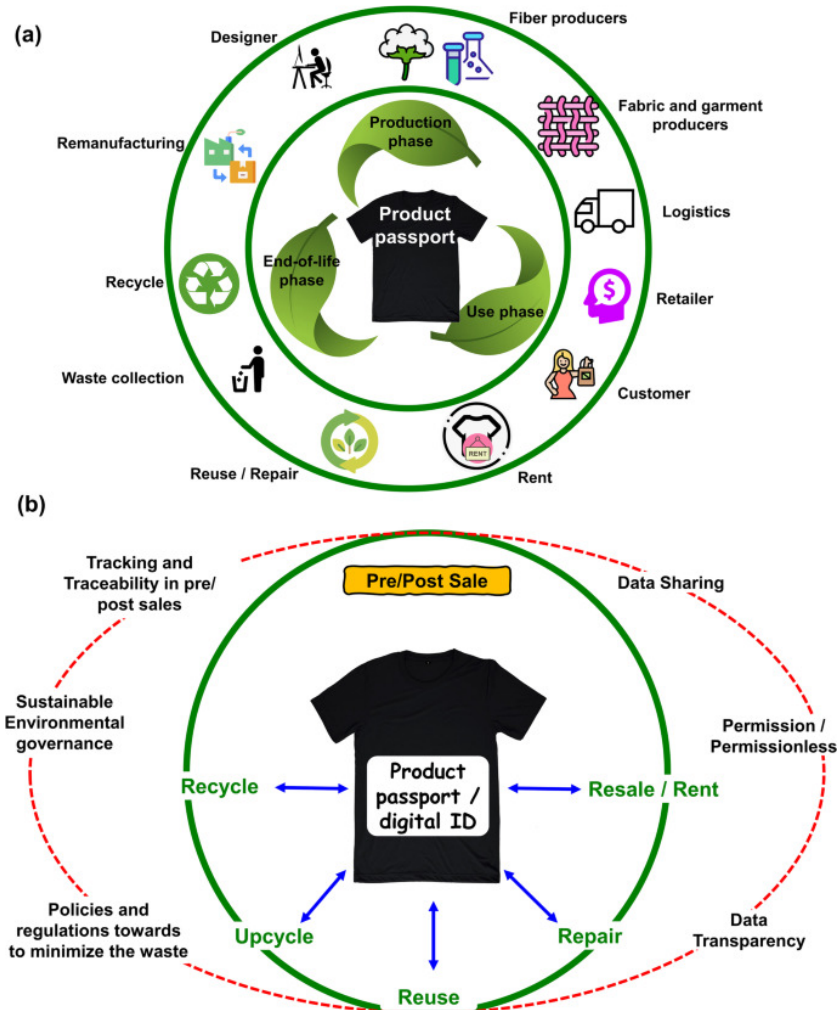 (a)
Fiber producers
Designer
Fabric and garment
producers
Production
phase
Remanufacturing
Product
passport
Logistics
End-of-life
phase
Recycle
Use phase
Retailer
$
Waste collection
Customer
RENT
Reuse / Repair
Rent
(b)
Tracking and
Traceability in pre/
post sales
Pre/Post Sale
Data Sharing
Sustainable
Environmental
governance
Permission /
Permissionless
Recycle
Product
passport /
digital ID
Resale / Rent
Policies and
regulations towards
to minimize the waste
Upcycle
Repair
Data
Transparency
Reuse